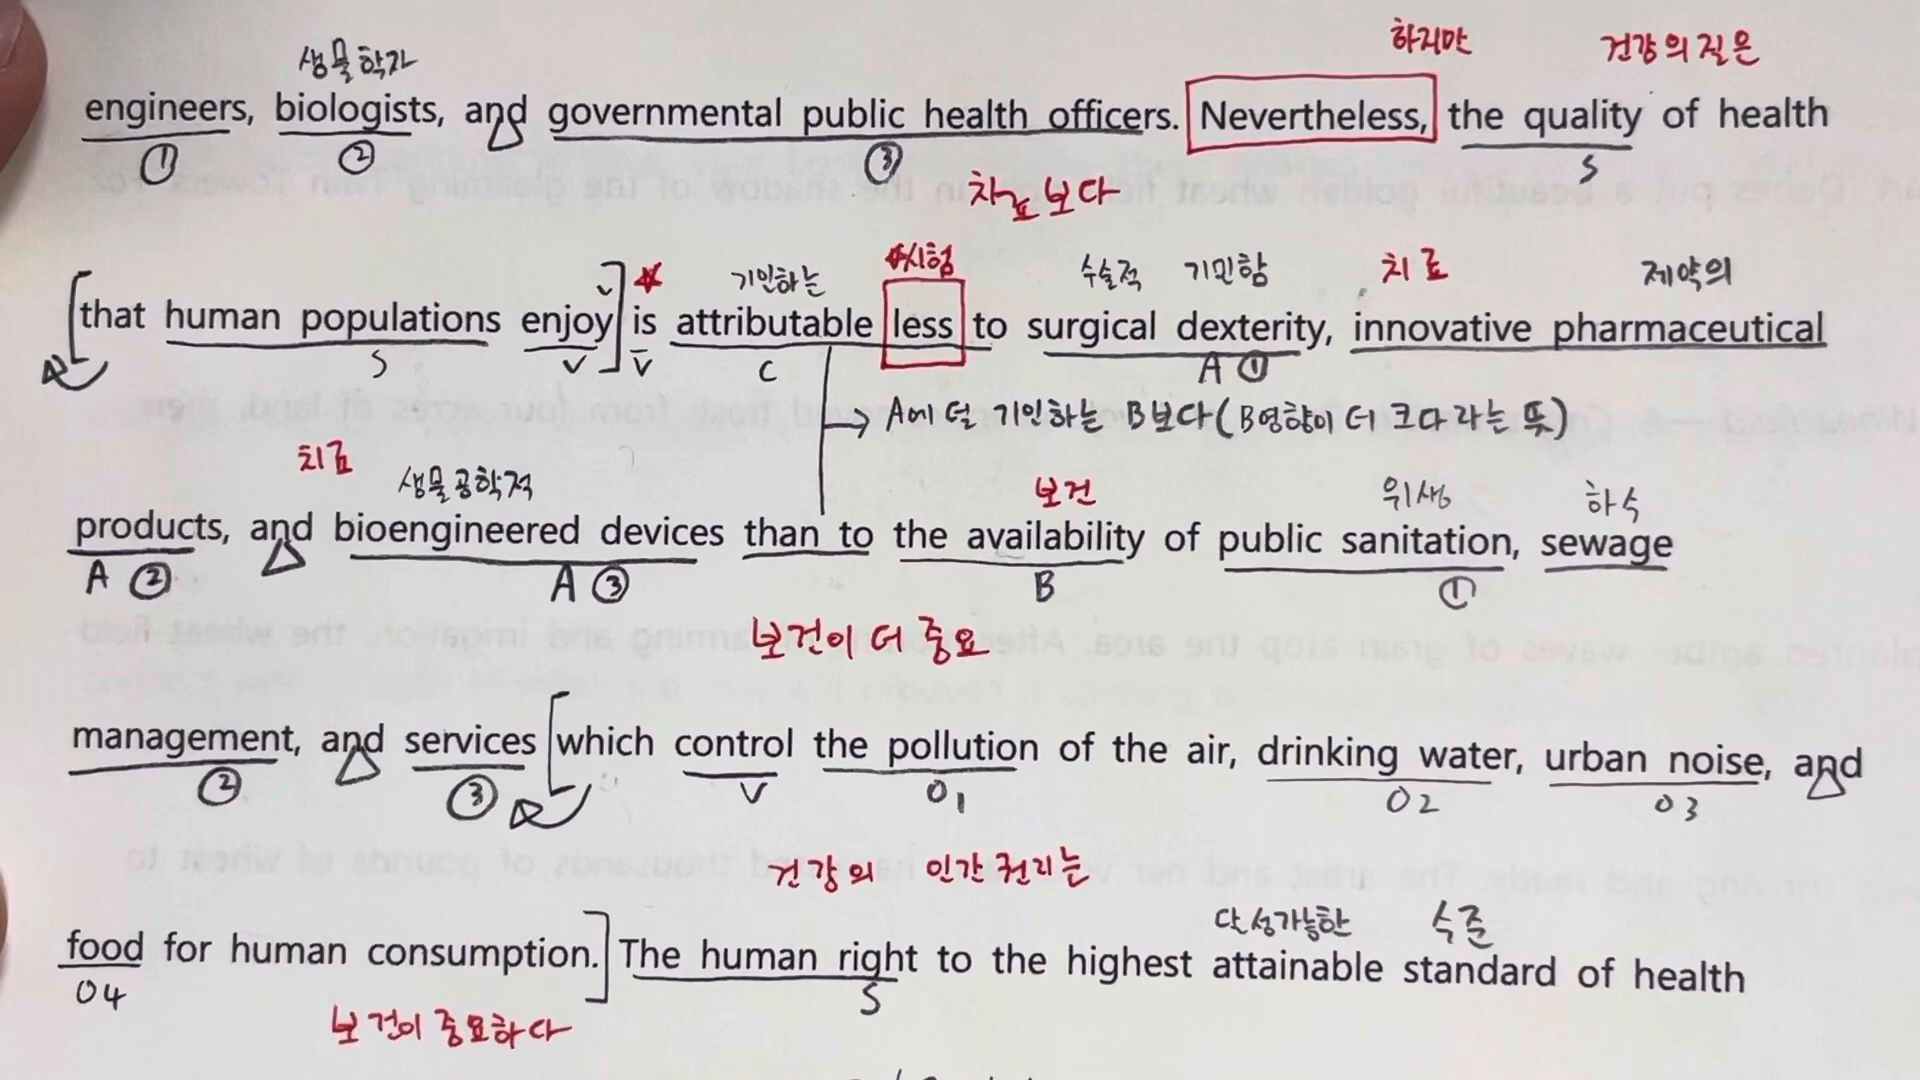 하지만 건강의 질은
생물학자
engineers, biologists, and governmental public health officers. Nevertheless, the quality of health
① ② ③ S
치료보다
기인하는 시험 수술적 기민함 치료 제약의
that human populations enjoy is attributable less to surgical dexterity, innovative pharmaceutical
S V V C A ①
A에 덜 기인하는 B보다 (B영향이 더 크다라는 뜻)
치료 생물공학적 보건 위생 하수
products, and bioengineered devices than to the availability of public sanitation, sewage
A ② A ③ B ①
보건이 더 중요
management, and services which control the pollution of the air, drinking water, urban noise, and
② ③ V O1 O2 O3
건강의 인간권리는
달성가능한 수준
food for human consumption. The human right to the highest attainable standard of health
O4 S
보건이 중요하다